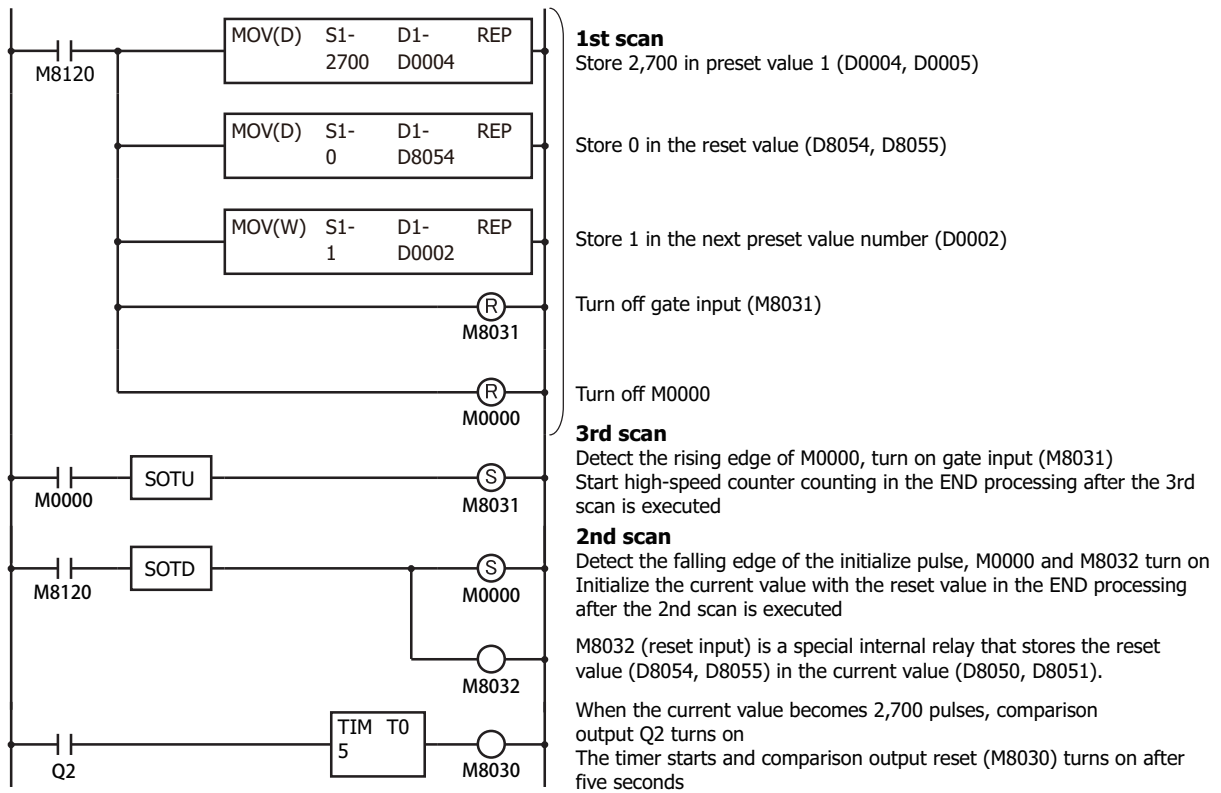 MOV(D) S1- D1- REP
2700 D0004
M8120
1st scan
Store 2,700 in preset value 1 (D0004, D0005)
MOV(D) S1- D1- REP
0 D8054
Store 0 in the reset value (D8054, D8055)
MOV(W) S1- D1- REP
1 D0002
Store 1 in the next preset value number (D0002)
R
M8031
Turn off gate input (M8031)
R
M0000
Turn off M0000
M0000
SOTU
S
M8031
3rd scan
Detect the rising edge of M0000, turn on gate input (M8031)
Start high-speed counter counting in the END processing after the 3rd
scan is executed
M8120
SOTD
S
M0000
2nd scan
Detect the falling edge of the initialize pulse, M0000 and M8032 turn on
Initialize the current value with the reset value in the END processing
after the 2nd scan is executed
M8032
M8032 (reset input) is a special internal relay that stores the reset
value (D8054, D8055) in the current value (D8050, D8051).
Q2
TIM T0
5
M8030
When the current value becomes 2,700 pulses, comparison
output Q2 turns on
The timer starts and comparison output reset (M8030) turns on after
five seconds